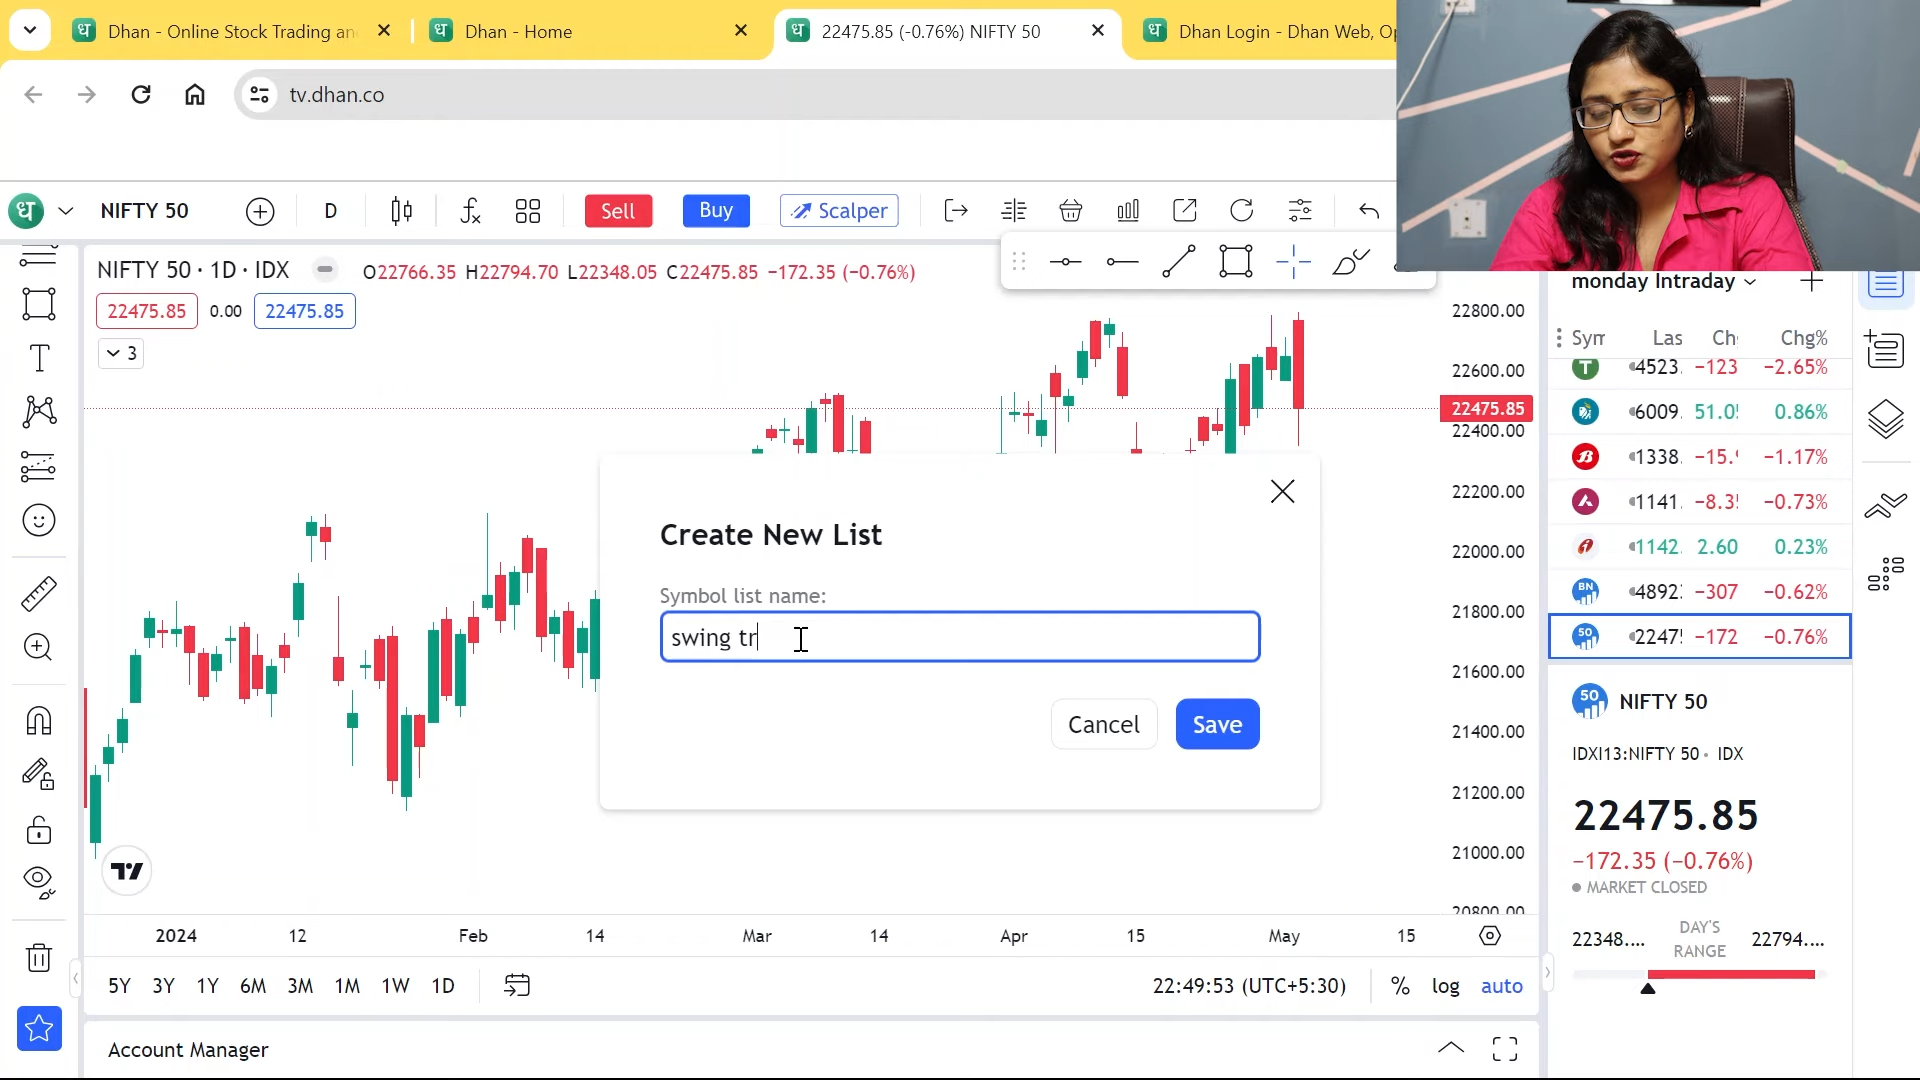 Dhan - Online Stock Trading an
Dhan - Home
22475.85 (-0.76%) NIFTY 50
Dhan Login - Dhan Web, Op
tv.dhan.co
ध
NIFTY 50
D
Sell
Buy
Scalper
NIFTY 50 · 1D · IDX
O22766.35 H22794.70 L22348.05 C22475.85 −172.35 (−0.76%)
22475.85
0.00
22475.85
3
22800.00
22600.00
22475.85
22400.00
22200.00
22000.00
21800.00
21600.00
21400.00
21200.00
21000.00
20800.00
Create New List
Symbol list name:
swing tr
Cancel
Save
2024 12 Feb 14 Mar 14 Apr 15 May 15
5Y 3Y 1Y 6M 3M 1M 1W 1D
22:49:53 (UTC+5:30)
% log auto
Account Manager
monday Intraday
Sym Las Chg Chg%
4523. −123 −2.65%
6009. 51.0 0.86%
1338. −15. −1.17%
1141. −8.3 −0.73%
1142. 2.60 0.23%
BN 4892 −307 −0.62%
50 2247 −172 −0.76%
50 NIFTY 50
IDXI13:NIFTY 50 • IDX
22475.85
−172.35 (−0.76%)
MARKET CLOSED
22348.... DAY'S RANGE 22794....